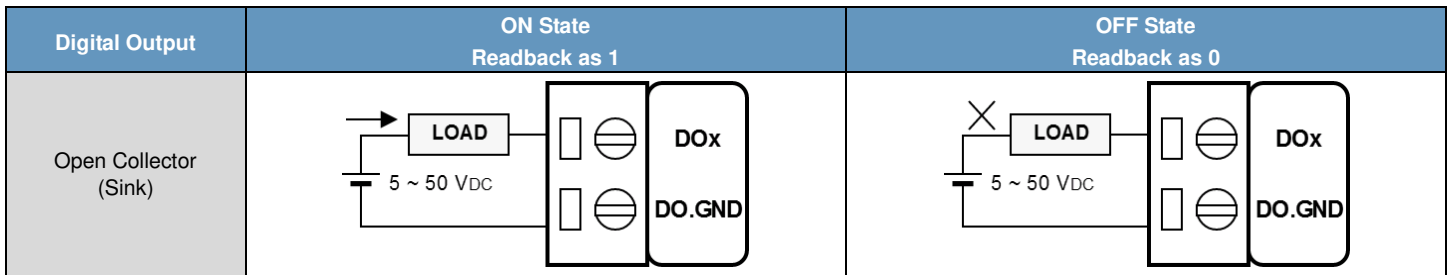 Digital Output
ON State
Readback as 1
OFF State
Readback as 0
Open Collector
(Sink)
LOAD
5 ~ 50 VDC
DOx
DO.GND
LOAD
5 ~ 50 VDC
DOx
DO.GND